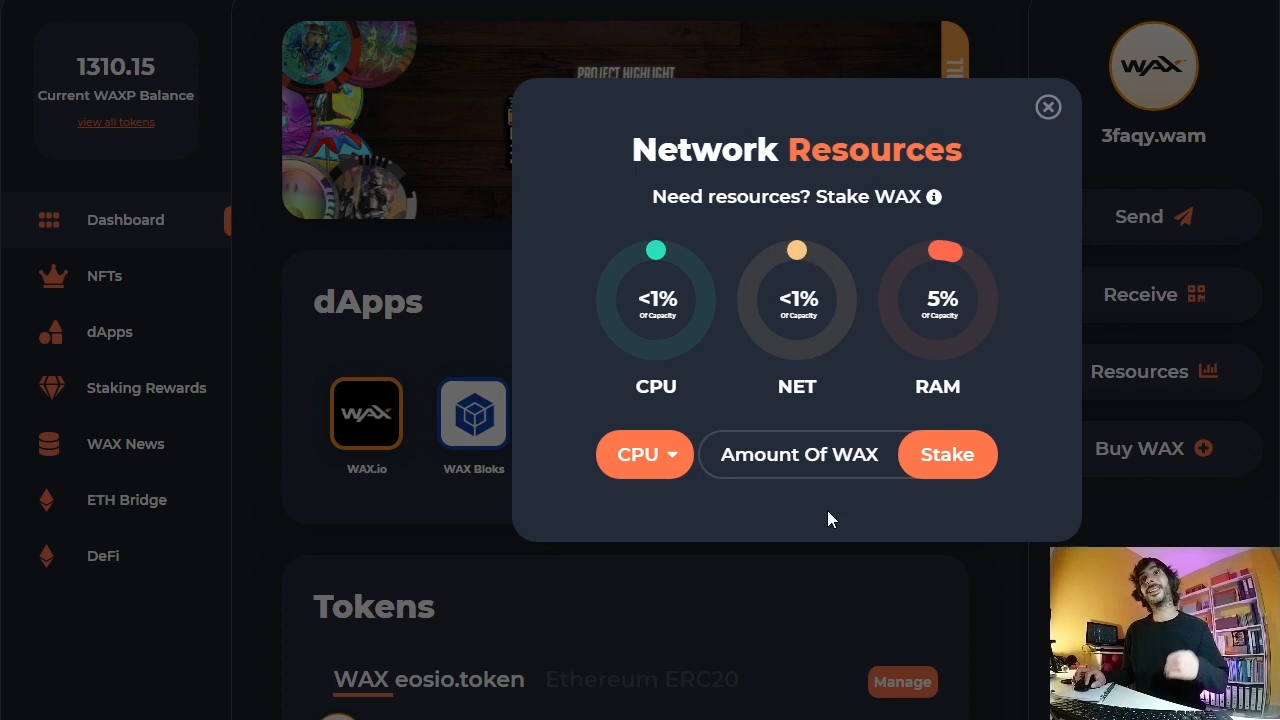 1310.15
Current WAXP Balance
view all tokens
Dashboard
NFTs
dApps
Staking Rewards
WAX News
ETH Bridge
DeFi
PROJECT HIGHLIGHT
dApps
WAX
WAX.io
WAX Bloks
Network Resources
Need resources? Stake WAX
<1%
Of Capacity
<1%
Of Capacity
5%
Of Capacity
CPU
NET
RAM
CPU
Amount Of WAX
Stake
Tokens
WAX eosio.token
Ethereum ERC20
Manage
WAX
3faqy.wam
Send
Receive
Resources
Buy WAX